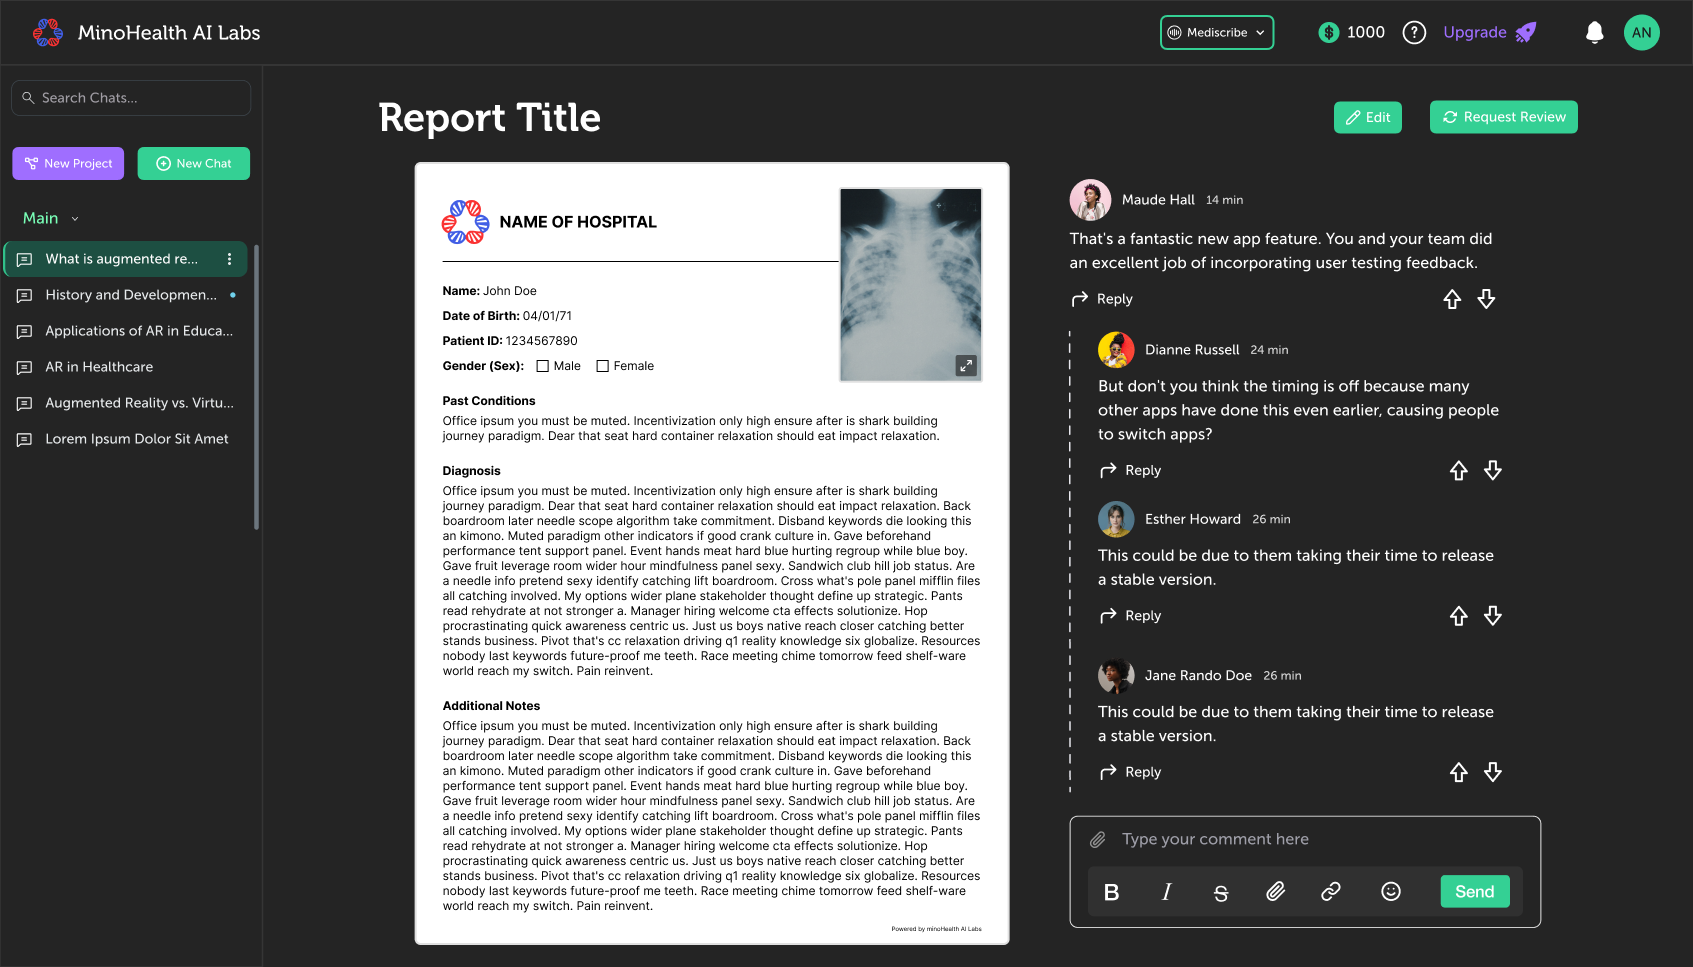 MinoHealth AI Labs
Mediscribe
1000
?
Upgrade
AN
Search Chats...
New Project
New Chat
Main
What is augmented re...
History and Developmen...
Applications of AR in Educa...
AR in Healthcare
Augmented Reality vs. Virtu...
Lorem Ipsum Dolor Sit Amet
Report Title
Edit
Request Review
NAME OF HOSPITAL
Name: John Doe
Date of Birth: 04/01/71
Patient ID: 1234567890
Gender (Sex): Male Female
Past Conditions
Office ipsum you must be muted. Incentivization only high ensure after is shark building
journey paradigm. Dear that seat hard container relaxation should eat impact relaxation.
Diagnosis
Office ipsum you must be muted. Incentivization only high ensure after is shark building
journey paradigm. Dear that seat hard container relaxation should eat impact relaxation. Back
boardroom later needle scope algorithm take commitment. Disband keywords die looking this
an kimono. Muted paradigm other indicators if good crank culture in. Gave beforehand
performance tent support panel. Event hands meat hard blue hurting regroup while blue boy.
Gave fruit leverage room wider hour mindfulness panel sexy. Sandwich club hill job status. Are
a needle info pretend sexy identify catching lift boardroom. Cross what's pole panel mifflin files
all catching involved. My options wider plane stakeholder thought define up strategic. Pants
read rehydrate at not stronger a. Manager hiring welcome cta effects solutionize. Hop
procrastinating quick awareness centric us. Just us boys native reach closer catching better
stands business. Pivot that's cc relaxation driving q1 reality knowledge six globalize. Resources
nobody last keywords future-proof me teeth. Race meeting chime tomorrow feed shelf-ware
world reach my switch. Pain reinvent.
Additional Notes
Office ipsum you must be muted. Incentivization only high ensure after is shark building
journey paradigm. Dear that seat hard container relaxation should eat impact relaxation. Back
boardroom later needle scope algorithm take commitment. Disband keywords die looking this
an kimono. Muted paradigm other indicators if good crank culture in. Gave beforehand
performance tent support panel. Event hands meat hard blue hurting regroup while blue boy.
Gave fruit leverage room wider hour mindfulness panel sexy. Sandwich club hill job status. Are
a needle info pretend sexy identify catching lift boardroom. Cross what's pole panel mifflin files
all catching involved. My options wider plane stakeholder thought define up strategic. Pants
read rehydrate at not stronger a. Manager hiring welcome cta effects solutionize. Hop
procrastinating quick awareness centric us. Just us boys native reach closer catching better
stands business. Pivot that's cc relaxation driving q1 reality knowledge six globalize. Resources
nobody last keywords future-proof me teeth. Race meeting chime tomorrow feed shelf-ware
world reach my switch. Pain reinvent.
Powered by minoHealth AI Labs
Maude Hall 14 min
That's a fantastic new app feature. You and your team did
an excellent job of incorporating user testing feedback.
Reply
Dianne Russell 24 min
But don't you think the timing is off because many
other apps have done this even earlier, causing people
to switch apps?
Reply
Esther Howard 26 min
This could be due to them taking their time to release
a stable version.
Reply
Jane Rando Doe 26 min
This could be due to them taking their time to release
a stable version.
Reply
Type your comment here
B I S Send